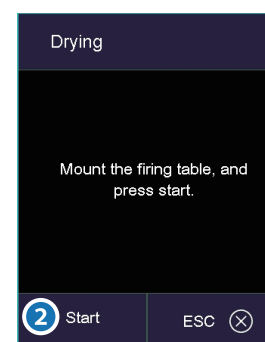 Drying
Mount the firing table, and
press start.
2 Start
ESC